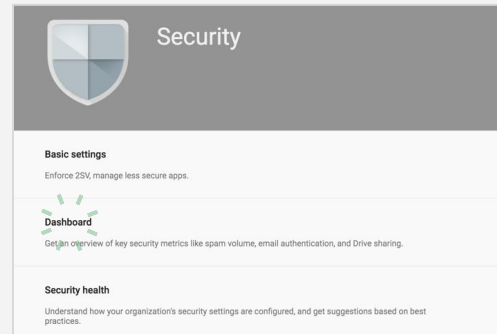 Security
Basic settings
Enforce 2SV, manage less secure apps.
Dashboard
Get an overview of key security metrics like spam volume, email authentication, and Drive sharing.
Security health
Understand how your organization's security settings are configured, and get suggestions based on best
practices.